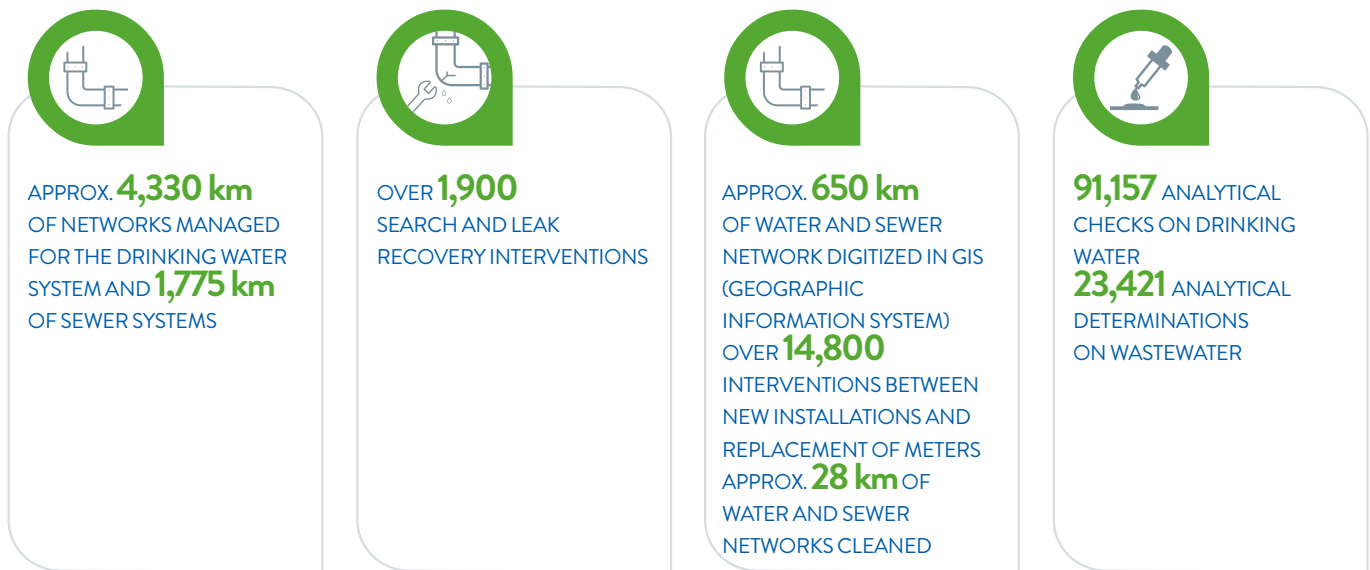 APPROX. 4,330 km
OF NETWORKS MANAGED
FOR THE DRINKING WATER
SYSTEM AND 1,775 km
OF SEWER SYSTEMS
OVER 1,900
SEARCH AND LEAK
RECOVERY INTERVENTIONS
APPROX. 650 km
OF WATER AND SEWER
NETWORK DIGITIZED IN GIS
(GEOGRAPHIC
INFORMATION SYSTEM)
OVER 14,800
INTERVENTIONS BETWEEN
NEW INSTALLATIONS AND
REPLACEMENT OF METERS
APPROX. 28 km OF
WATER AND SEWER
NETWORKS CLEANED
91,157 ANALYTICAL
CHECKS ON DRINKING
WATER
23,421 ANALYTICAL
DETERMINATIONS
ON WASTEWATER